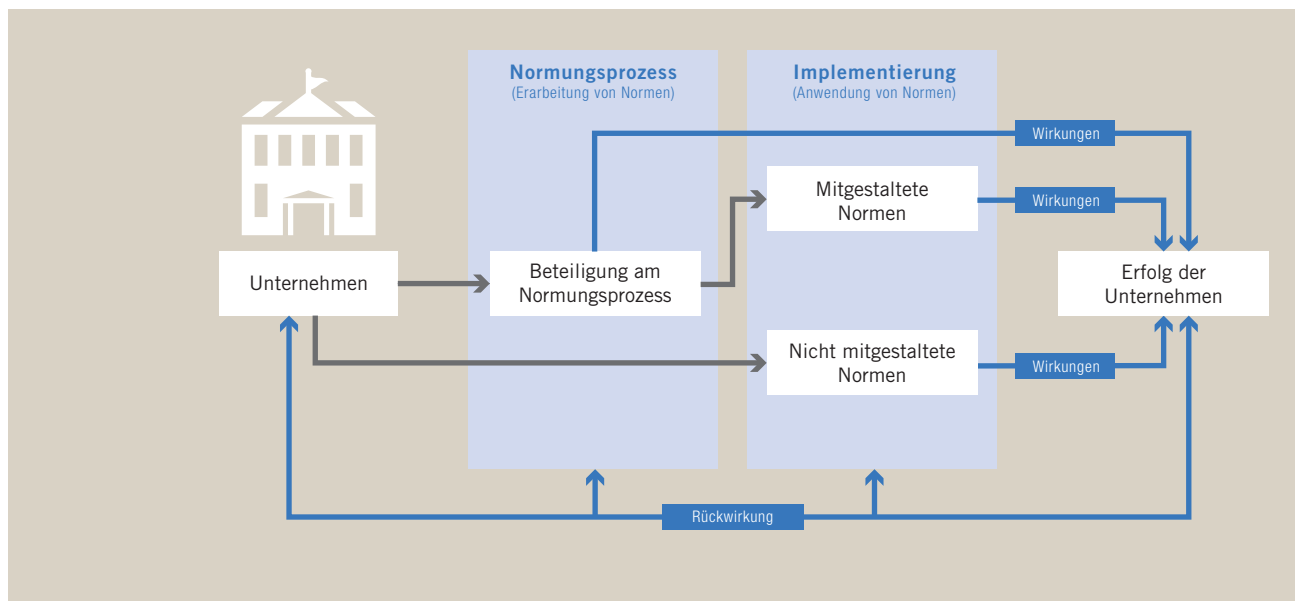 Normungsprozess
(Erarbeitung von Normen)
Implementierung
(Anwendung von Normen)
Wirkungen
Mitgestaltete
Normen
Wirkungen
Unternehmen
Beteiligung am
Normungsprozess
Erfolg der
Unternehmen
Nicht mitgestaltete
Normen
Wirkungen
Rückwirkung